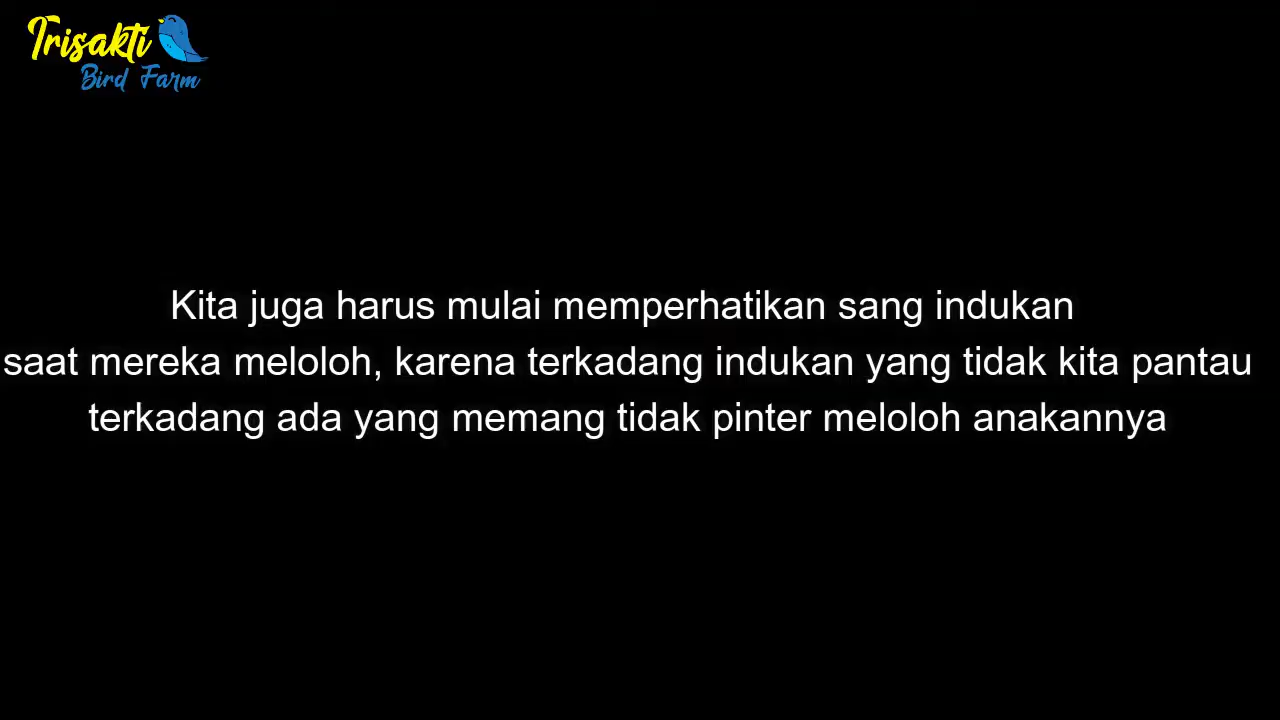 Trisakti
Bird Farm
Kita juga harus mulai memperhatikan sang indukan
saat mereka meloloh, karena terkadang indukan yang tidak kita pantau
terkadang ada yang memang tidak pinter meloloh anakannya